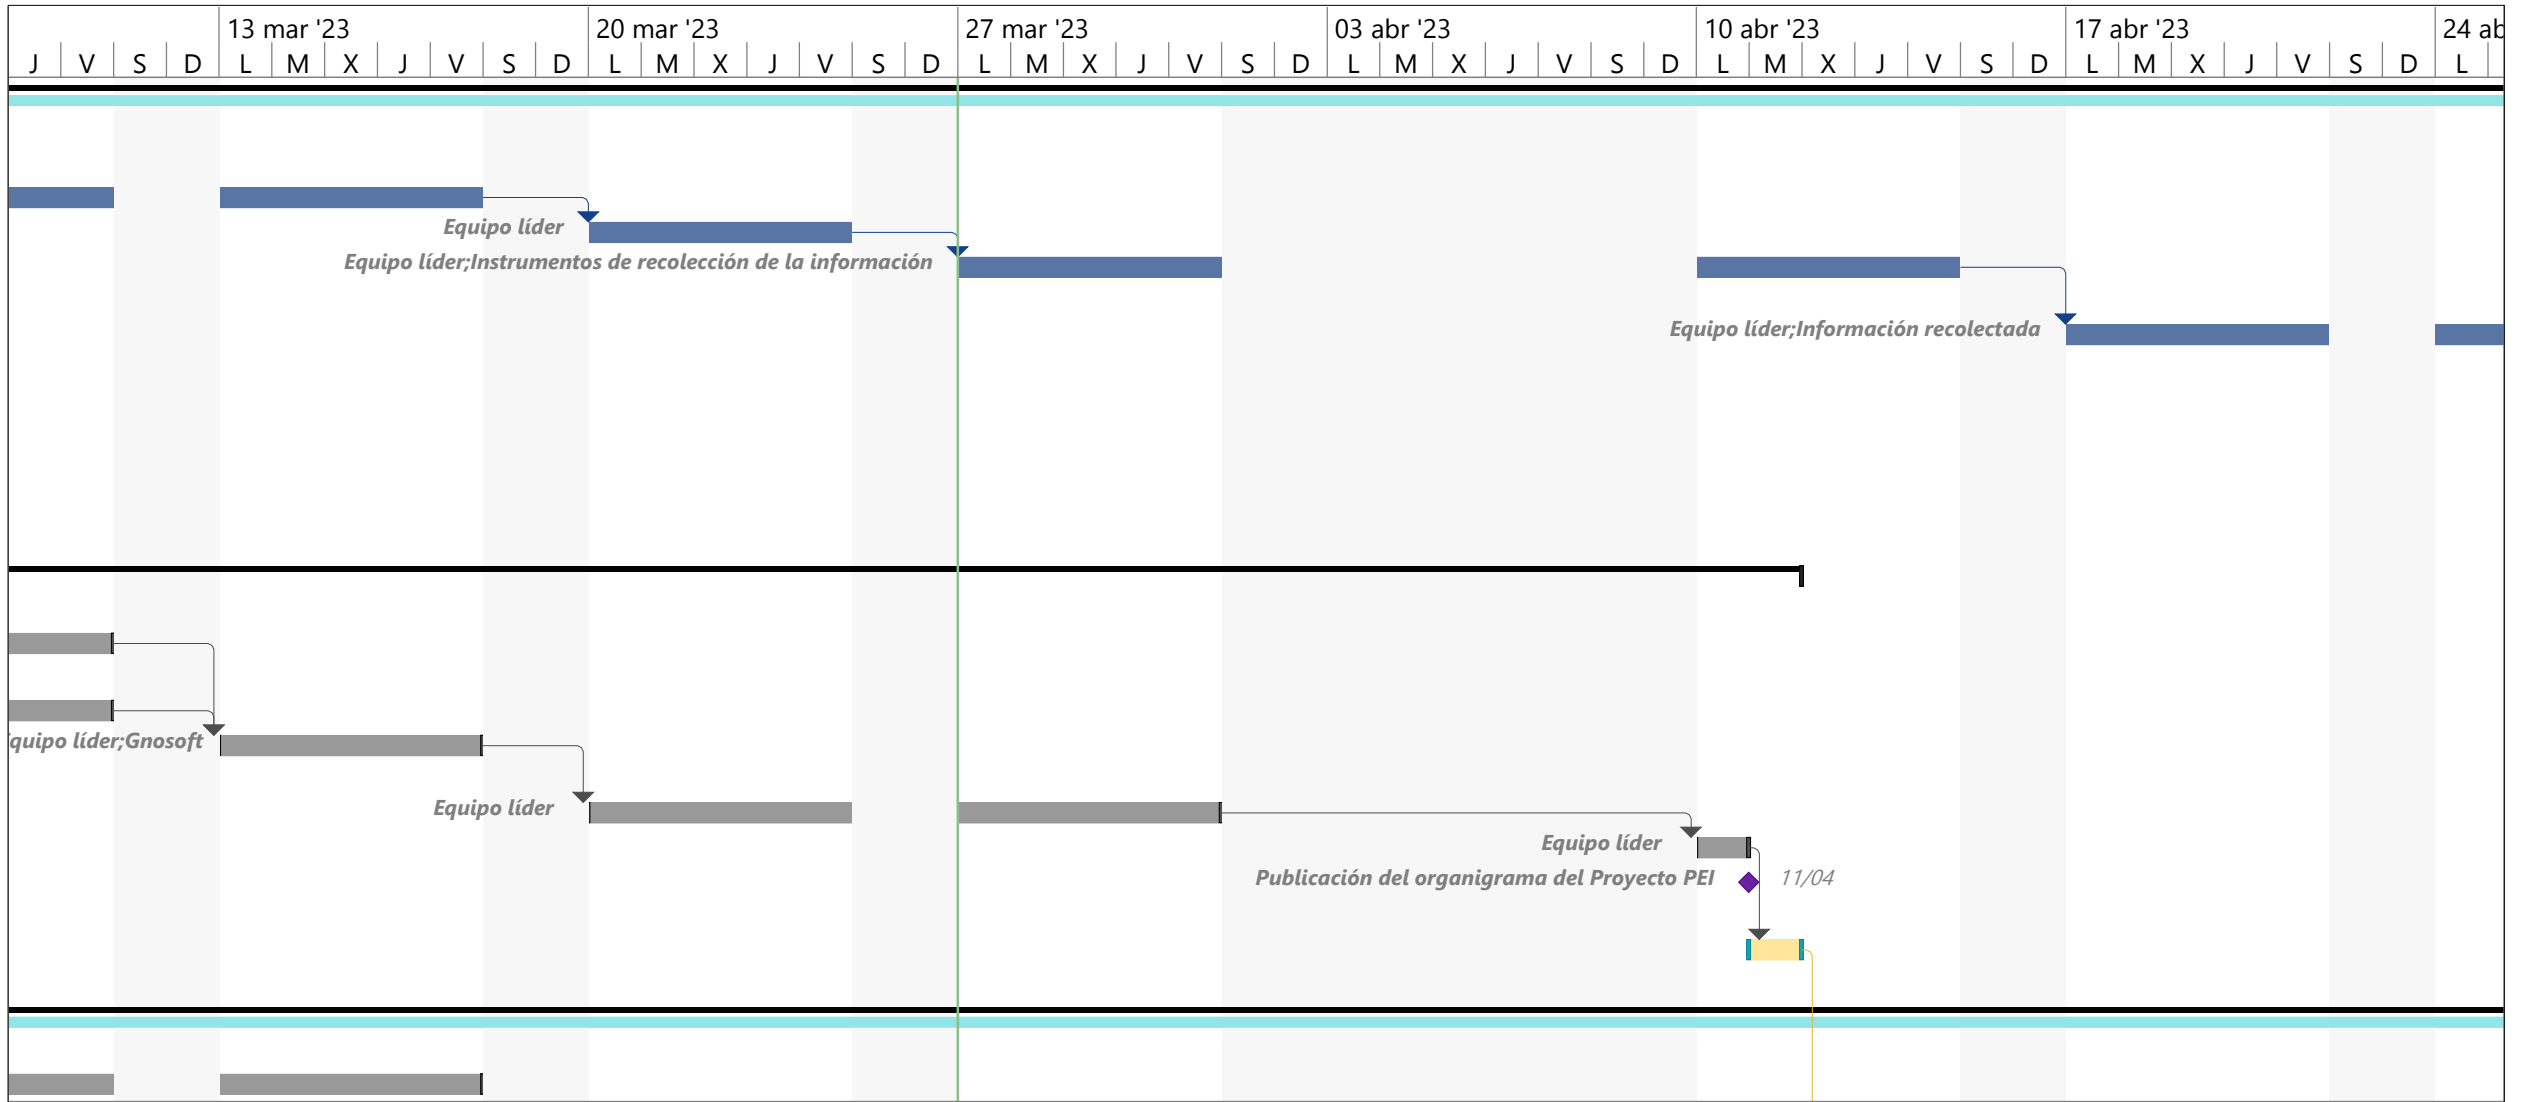 13 mar '23 20 mar '23 27 mar '23 03 abr '23 10 abr '23 17 abr '23 24 ab
J V S D L M X J V S D L M X J V S D L M X J V S D L M X J V S D L M X J V S D L M X J V S D L
Equipo líder
Equipo líder;Instrumentos de recolección de la información
Equipo líder;Información recolectada
quipo líder;Gnosoft
Equipo líder
Equipo líder
Publicación del organigrama del Proyecto PEI 11/04